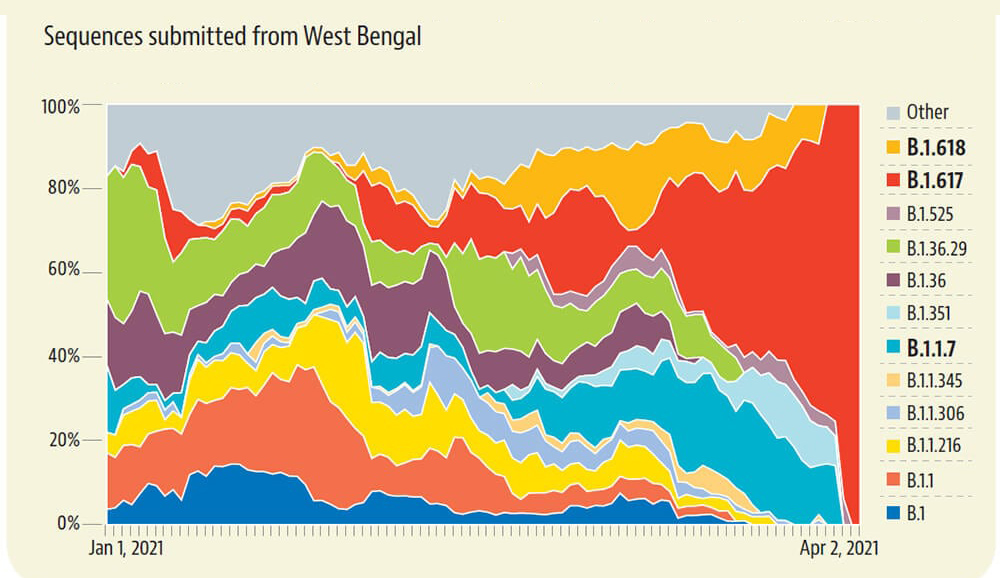 Sequences submitted from West Bengal
100%
80%
60%
40%
20%
0%
Jan 1, 2021
Apr 2, 2021
Other
B.1.618
B.1.617
B.1.525
B.1.36.29
B.1.36
B.1.351
B.1.1.7
B.1.1.345
B.1.1.306
B.1.1.216
B.1.1
B.1